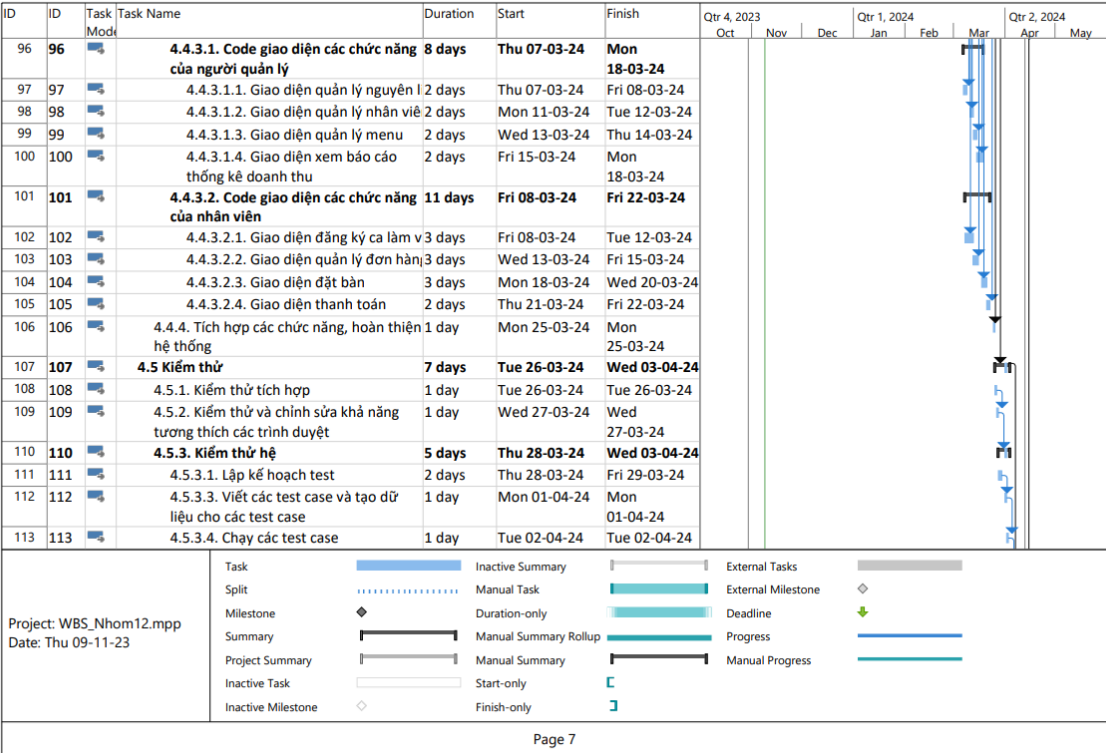 ID ID Task Mode Task Name Duration Start Finish Qtr 4, 2023 Qtr 1, 2024 Qtr 2, 2024
Oct Nov Dec Jan Feb Mar Apr May
96 96 4.4.3.1. Code giao diện các chức năng 8 days Thu 07-03-24 Mon
của người quản lý 18-03-24
97 97 4.4.3.1.1. Giao diện quản lý nguyên l 2 days Thu 07-03-24 Fri 08-03-24
98 98 4.4.3.1.2. Giao diện quản lý nhân viê 2 days Mon 11-03-24 Tue 12-03-24
99 99 4.4.3.1.3. Giao diện quản lý menu 2 days Wed 13-03-24 Thu 14-03-24
100 100 4.4.3.1.4. Giao diện xem báo cáo 2 days Fri 15-03-24 Mon
thống kê doanh thu 18-03-24
101 101 4.4.3.2. Code giao diện các chức năng 11 days Fri 08-03-24 Fri 22-03-24
của nhân viên
102 102 4.4.3.2.1. Giao diện đăng ký ca làm v 3 days Fri 08-03-24 Tue 12-03-24
103 103 4.4.3.2.2. Giao diện quản lý đơn hàng 3 days Wed 13-03-24 Fri 15-03-24
104 104 4.4.3.2.3. Giao diện đặt bàn 3 days Mon 18-03-24 Wed 20-03-24
105 105 4.4.3.2.4. Giao diện thanh toán 2 days Thu 21-03-24 Fri 22-03-24
106 106 4.4.4. Tích hợp các chức năng, hoàn thiện 1 day Mon 25-03-24 Mon
hệ thống 25-03-24
107 107 4.5 Kiểm thử 7 days Tue 26-03-24 Wed 03-04-24
108 108 4.5.1. Kiểm thử tích hợp 1 day Tue 26-03-24 Tue 26-03-24
109 109 4.5.2. Kiểm thử và chỉnh sửa khả năng 1 day Wed 27-03-24 Wed
tương thích các trình duyệt 27-03-24
110 110 4.5.3. Kiểm thử hệ 5 days Thu 28-03-24 Wed 03-04-24
111 111 4.5.3.1. Lập kế hoạch test 2 days Thu 28-03-24 Fri 29-03-24
112 112 4.5.3.3. Viết các test case và tạo dữ 1 day Mon 01-04-24 Mon
liệu cho các test case 01-04-24
113 113 4.5.3.4. Chạy các test case 1 day Tue 02-04-24 Tue 02-04-24
Project: WBS_Nhom12.mpp
Date: Thu 09-11-23
Task
Split
Milestone
Summary
Project Summary
Inactive Task
Inactive Milestone
Inactive Summary
Manual Task
Duration-only
Manual Summary Rollup
Manual Summary
Start-only
Finish-only
External Tasks
External Milestone
Deadline
Progress
Manual Progress
Page 7